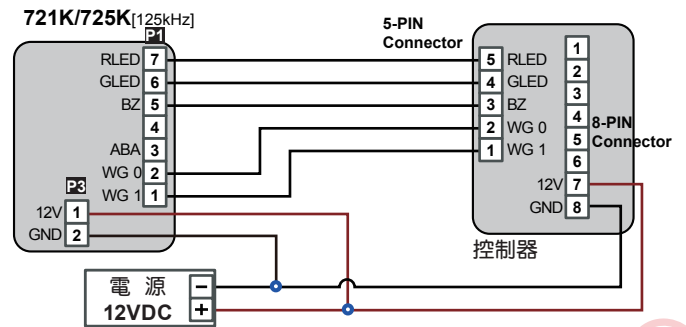 721K/725K[125kHz]
P1
RLED 7
GLED 6
BZ 5
4
ABA 3
WG 0 2
WG 1 1
P3
12V 1
GND 2
5-PIN
Connector
5 RLED
4 GLED
3 BZ
2 WG 0
1 WG 1
1
2
3
4
5
6
12V 7
GND 8
8-PIN
Connector
控制器
電 源 −
12VDC +